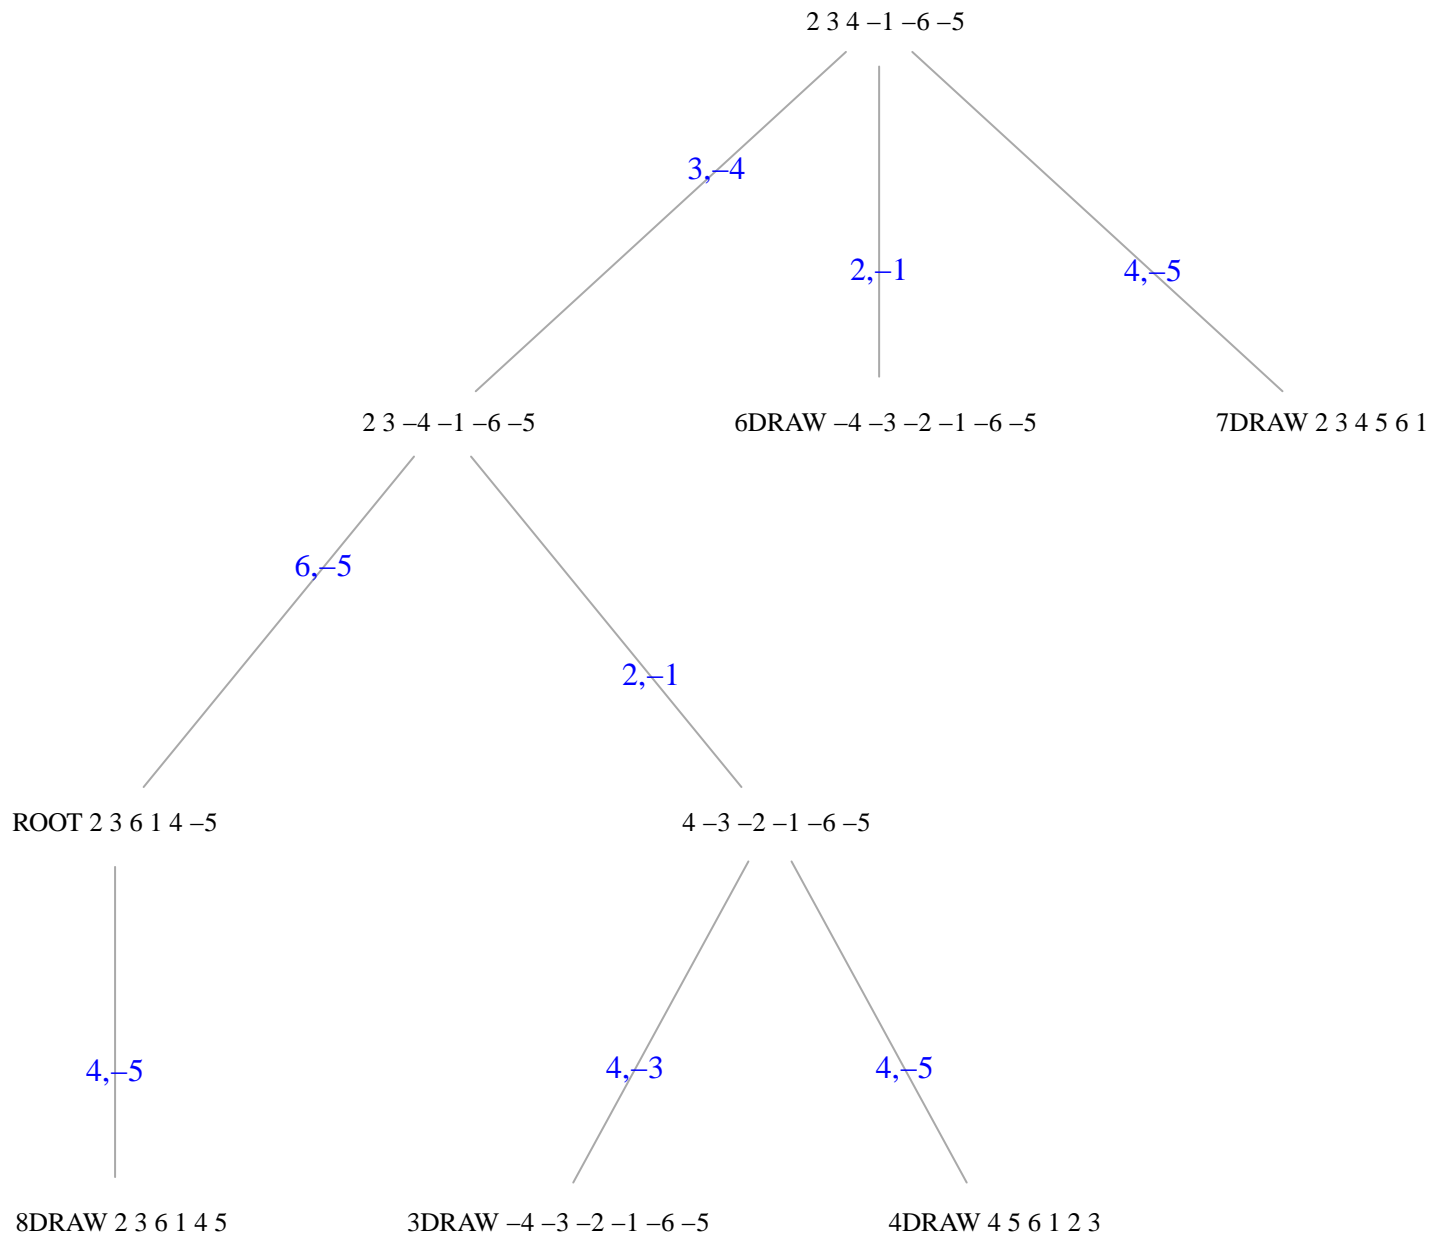 2 3 4 –1 –6 –5
3,–4
2,–1
4,–5
2 3 –4 –1 –6 –5
6DRAW –4 –3 –2 –1 –6 –5
7DRAW 2 3 4 5 6 1
6,–5
2,–1
ROOT 2 3 6 1 4 –5
4 –3 –2 –1 –6 –5
4,–5
4,–3
4,–5
8DRAW 2 3 6 1 4 5
3DRAW –4 –3 –2 –1 –6 –5
4DRAW 4 5 6 1 2 3